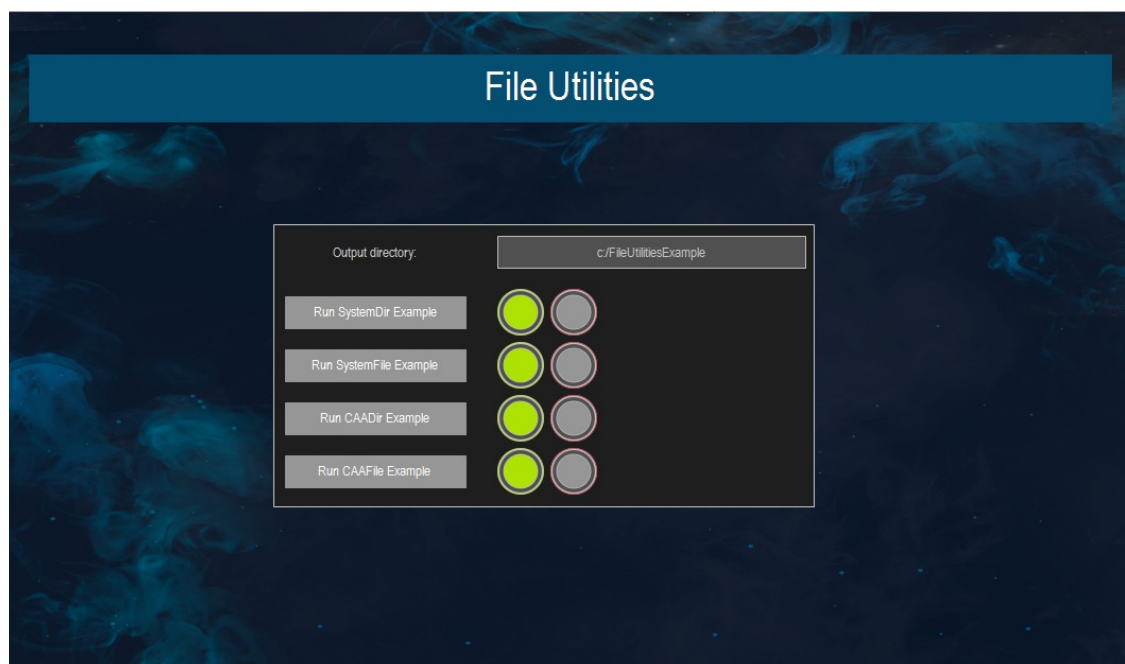 File Utilities
Output directory:
c:/FileUtilitiesExample
Run SystemDir Example
Run SystemFile Example
Run CAADir Example
Run CAAFile Example